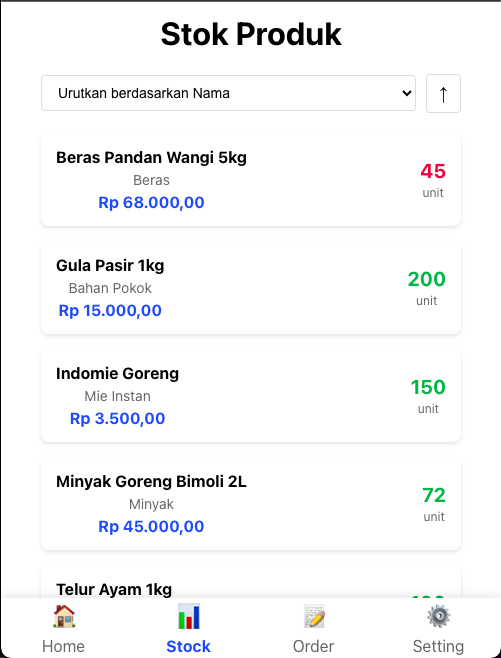 Stok Produk
Urutkan berdasarkan Nama
↑
Beras Pandan Wangi 5kg
Beras
Rp 68.000,00
45
unit
Gula Pasir 1kg
Bahan Pokok
Rp 15.000,00
200
unit
Indomie Goreng
Mie Instan
Rp 3.500,00
150
unit
Minyak Goreng Bimoli 2L
Minyak
Rp 45.000,00
72
unit
Telur Ayam 1kg
Home
Stock
Order
Setting